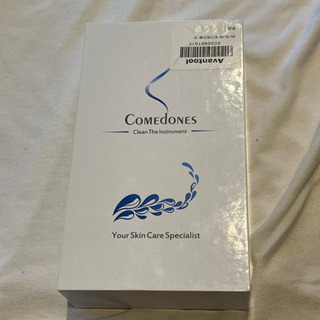 Avantool
COMEDONES
Clean The Instrument
Your Skin Care Specialist